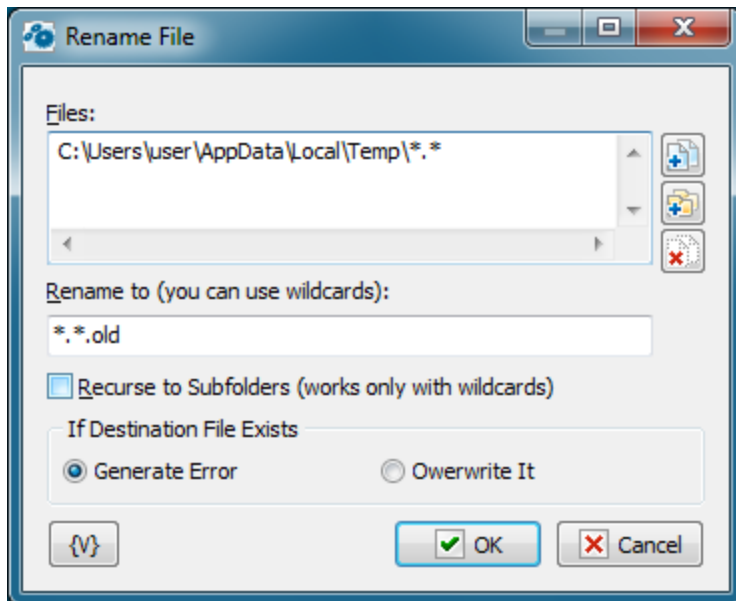 Rename File
Files:
C:\Users\user\AppData\Local\Temp\*.*
Rename to (you can use wildcards):
*.*.old
Recurse to Subfolders (works only with wildcards)
If Destination File Exists
Generate Error Owerwrite It
{V} OK Cancel